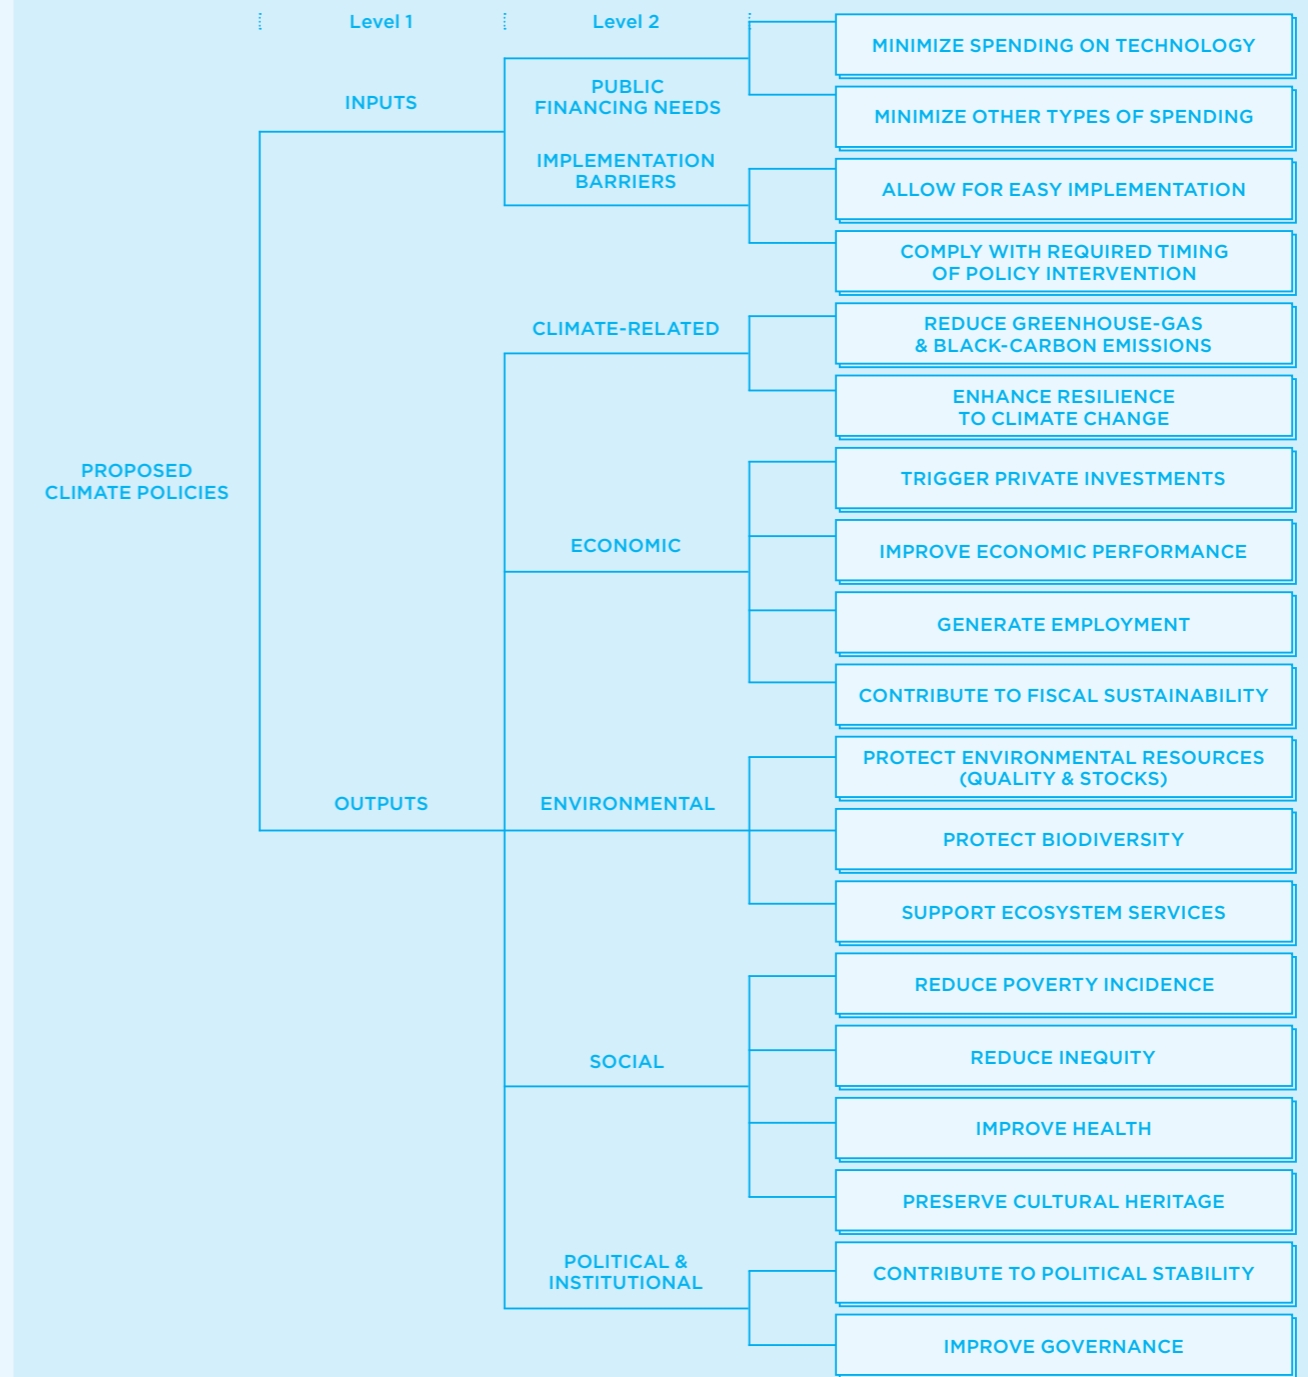 Level 1
Level 2
PROPOSED
CLIMATE POLICIES
INPUTS
PUBLIC
FINANCING NEEDS
MINIMIZE SPENDING ON TECHNOLOGY
MINIMIZE OTHER TYPES OF SPENDING
IMPLEMENTATION
BARRIERS
ALLOW FOR EASY IMPLEMENTATION
COMPLY WITH REQUIRED TIMING
OF POLICY INTERVENTION
OUTPUTS
CLIMATE-RELATED
REDUCE GREENHOUSE-GAS
& BLACK-CARBON EMISSIONS
ENHANCE RESILIENCE
TO CLIMATE CHANGE
ECONOMIC
TRIGGER PRIVATE INVESTMENTS
IMPROVE ECONOMIC PERFORMANCE
GENERATE EMPLOYMENT
CONTRIBUTE TO FISCAL SUSTAINABILITY
ENVIRONMENTAL
PROTECT ENVIRONMENTAL RESOURCES
(QUALITY & STOCKS)
PROTECT BIODIVERSITY
SUPPORT ECOSYSTEM SERVICES
SOCIAL
REDUCE POVERTY INCIDENCE
REDUCE INEQUITY
IMPROVE HEALTH
PRESERVE CULTURAL HERITAGE
POLITICAL &
INSTITUTIONAL
CONTRIBUTE TO POLITICAL STABILITY
IMPROVE GOVERNANCE